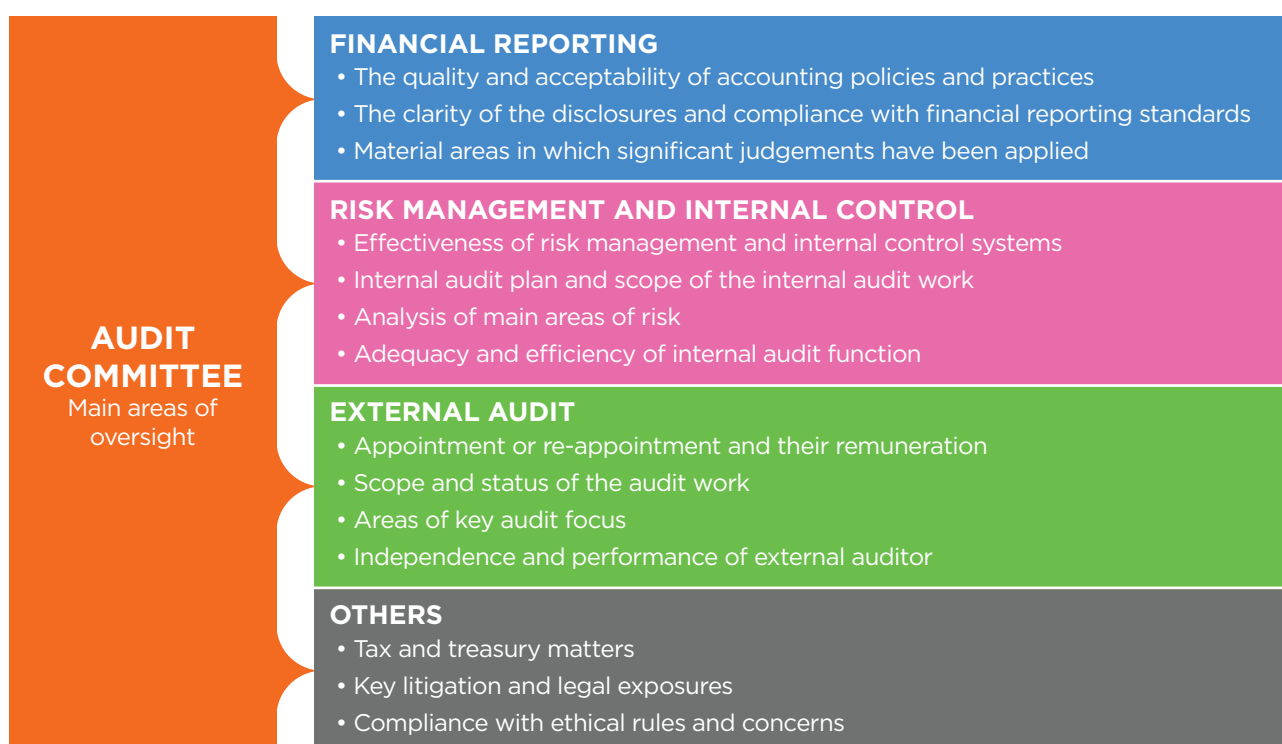 AUDIT
COMMITTEE
Main areas of
oversight
FINANCIAL REPORTING
• The quality and acceptability of accounting policies and practices
• The clarity of the disclosures and compliance with financial reporting standards
• Material areas in which significant judgements have been applied
RISK MANAGEMENT AND INTERNAL CONTROL
• Effectiveness of risk management and internal control systems
• Internal audit plan and scope of the internal audit work
• Analysis of main areas of risk
• Adequacy and efficiency of internal audit function
EXTERNAL AUDIT
• Appointment or re-appointment and their remuneration
• Scope and status of the audit work
• Areas of key audit focus
• Independence and performance of external auditor
OTHERS
• Tax and treasury matters
• Key litigation and legal exposures
• Compliance with ethical rules and concerns